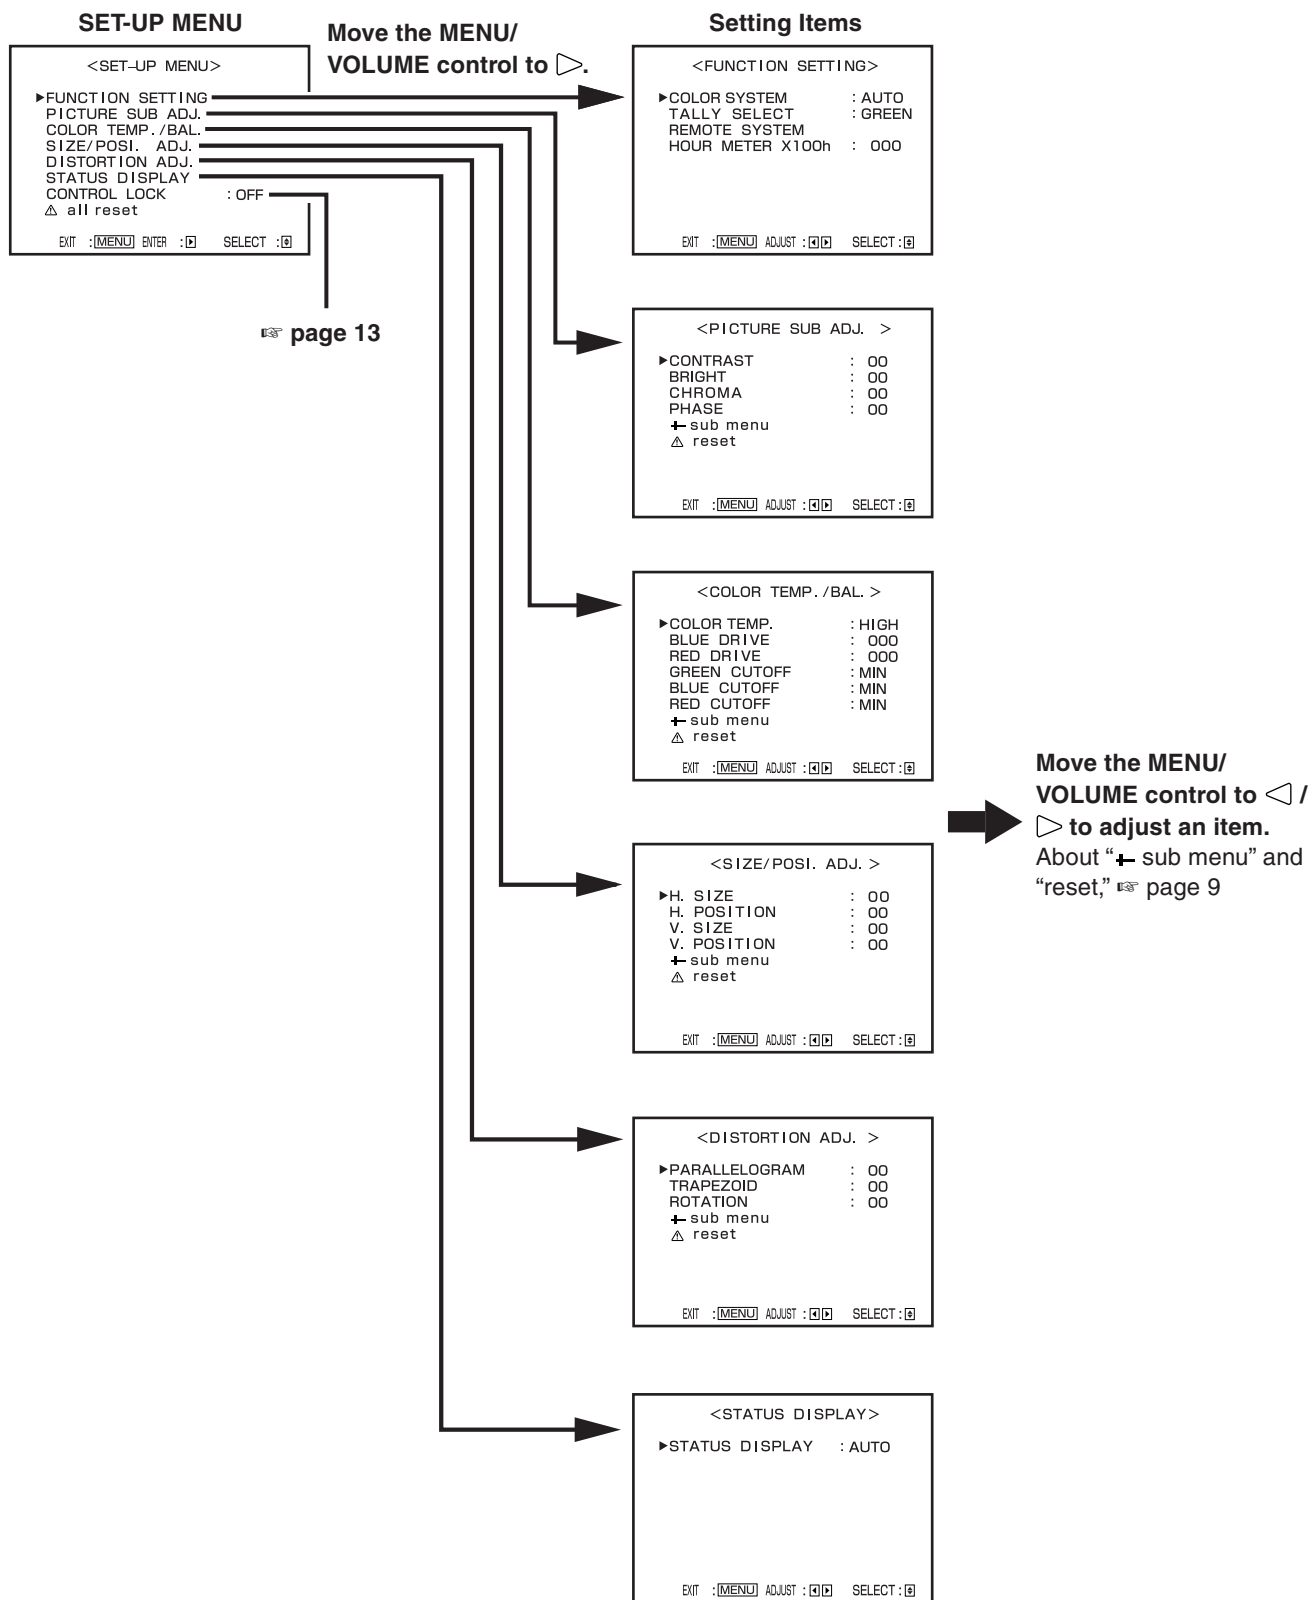 SET-UP MENU
<SET–UP MENU>
▶FUNCTION SETTING
PICTURE SUB ADJ.
COLOR TEMP./BAL.
SIZE/POSI. ADJ.
DISTORTION ADJ.
STATUS DISPLAY
CONTROL LOCK : OFF
⚠ all reset
EXIT : MENU ENTER : ▶ SELECT :
☞ page 13
Move the MENU/
VOLUME control to ▷.
Setting Items
<FUNCTION SETTING>
▶COLOR SYSTEM : AUTO
TALLY SELECT : GREEN
REMOTE SYSTEM
HOUR METER X100h : 000
EXIT : MENU ADJUST : ◀▶ SELECT :
<PICTURE SUB ADJ. >
▶CONTRAST : 00
BRIGHT : 00
CHROMA : 00
PHASE : 00
sub menu
⚠ reset
EXIT : MENU ADJUST : ◀▶ SELECT :
<COLOR TEMP. /BAL. >
▶COLOR TEMP. : HIGH
BLUE DRIVE : 000
RED DRIVE : 000
GREEN CUTOFF : MIN
BLUE CUTOFF : MIN
RED CUTOFF : MIN
sub menu
⚠ reset
EXIT : MENU ADJUST : ◀▶ SELECT :
<SIZE/POSI. ADJ. >
▶H. SIZE : 00
H. POSITION : 00
V. SIZE : 00
V. POSITION : 00
sub menu
⚠ reset
EXIT : MENU ADJUST : ◀▶ SELECT :
<DISTORTION ADJ. >
▶PARALLELOGRAM : 00
TRAPEZOID : 00
ROTATION : 00
sub menu
⚠ reset
EXIT : MENU ADJUST : ◀▶ SELECT :
<STATUS DISPLAY>
▶STATUS DISPLAY : AUTO
EXIT : MENU ADJUST : ◀▶ SELECT :
Move the MENU/
VOLUME control to ◁ /
▷ to adjust an item.
About “ sub menu” and
“reset,” ☞ page 9